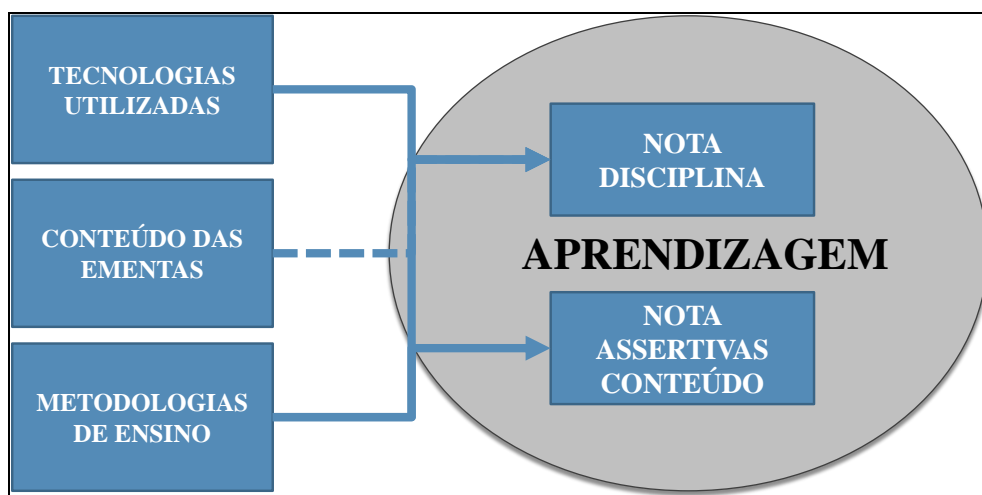 TECNOLOGIAS
UTILIZADAS
CONTEÚDO DAS
EMENTAS
METODOLOGIAS
DE ENSINO
NOTA
DISCIPLINA
APRENDIZAGEM
NOTA
ASSERTIVAS
CONTEÚDO